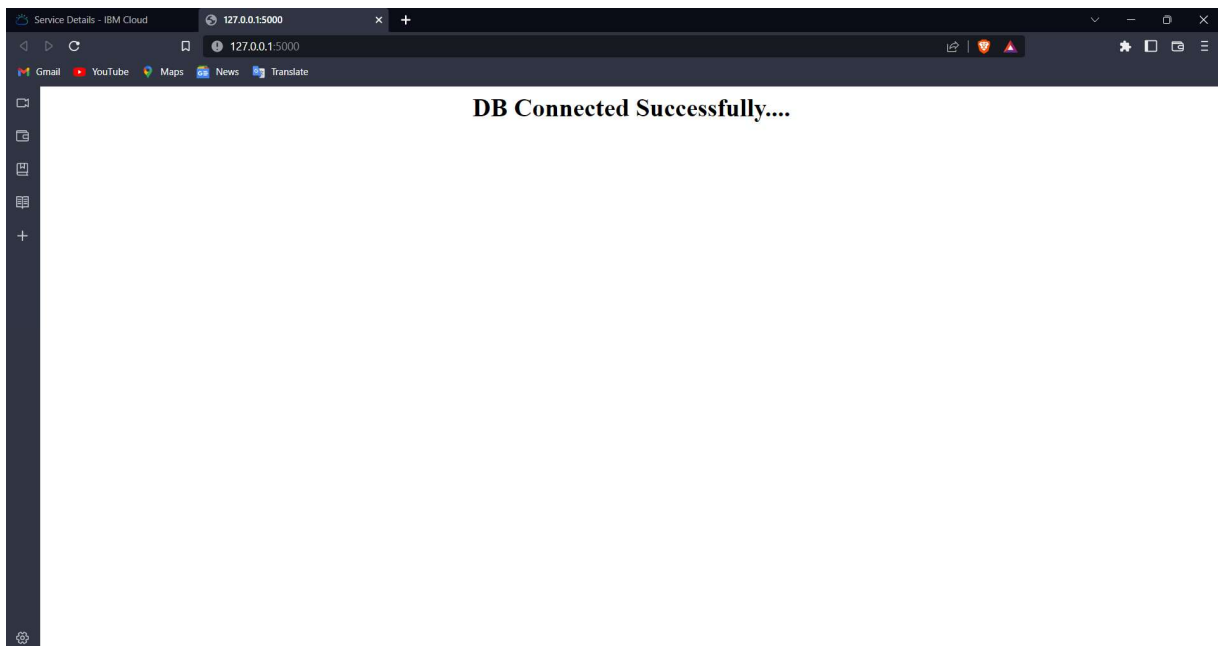 Service Details - IBM Cloud
127.0.0.1:5000
127.0.0.1:5000
Gmail YouTube Maps News Translate
DB Connected Successfully....